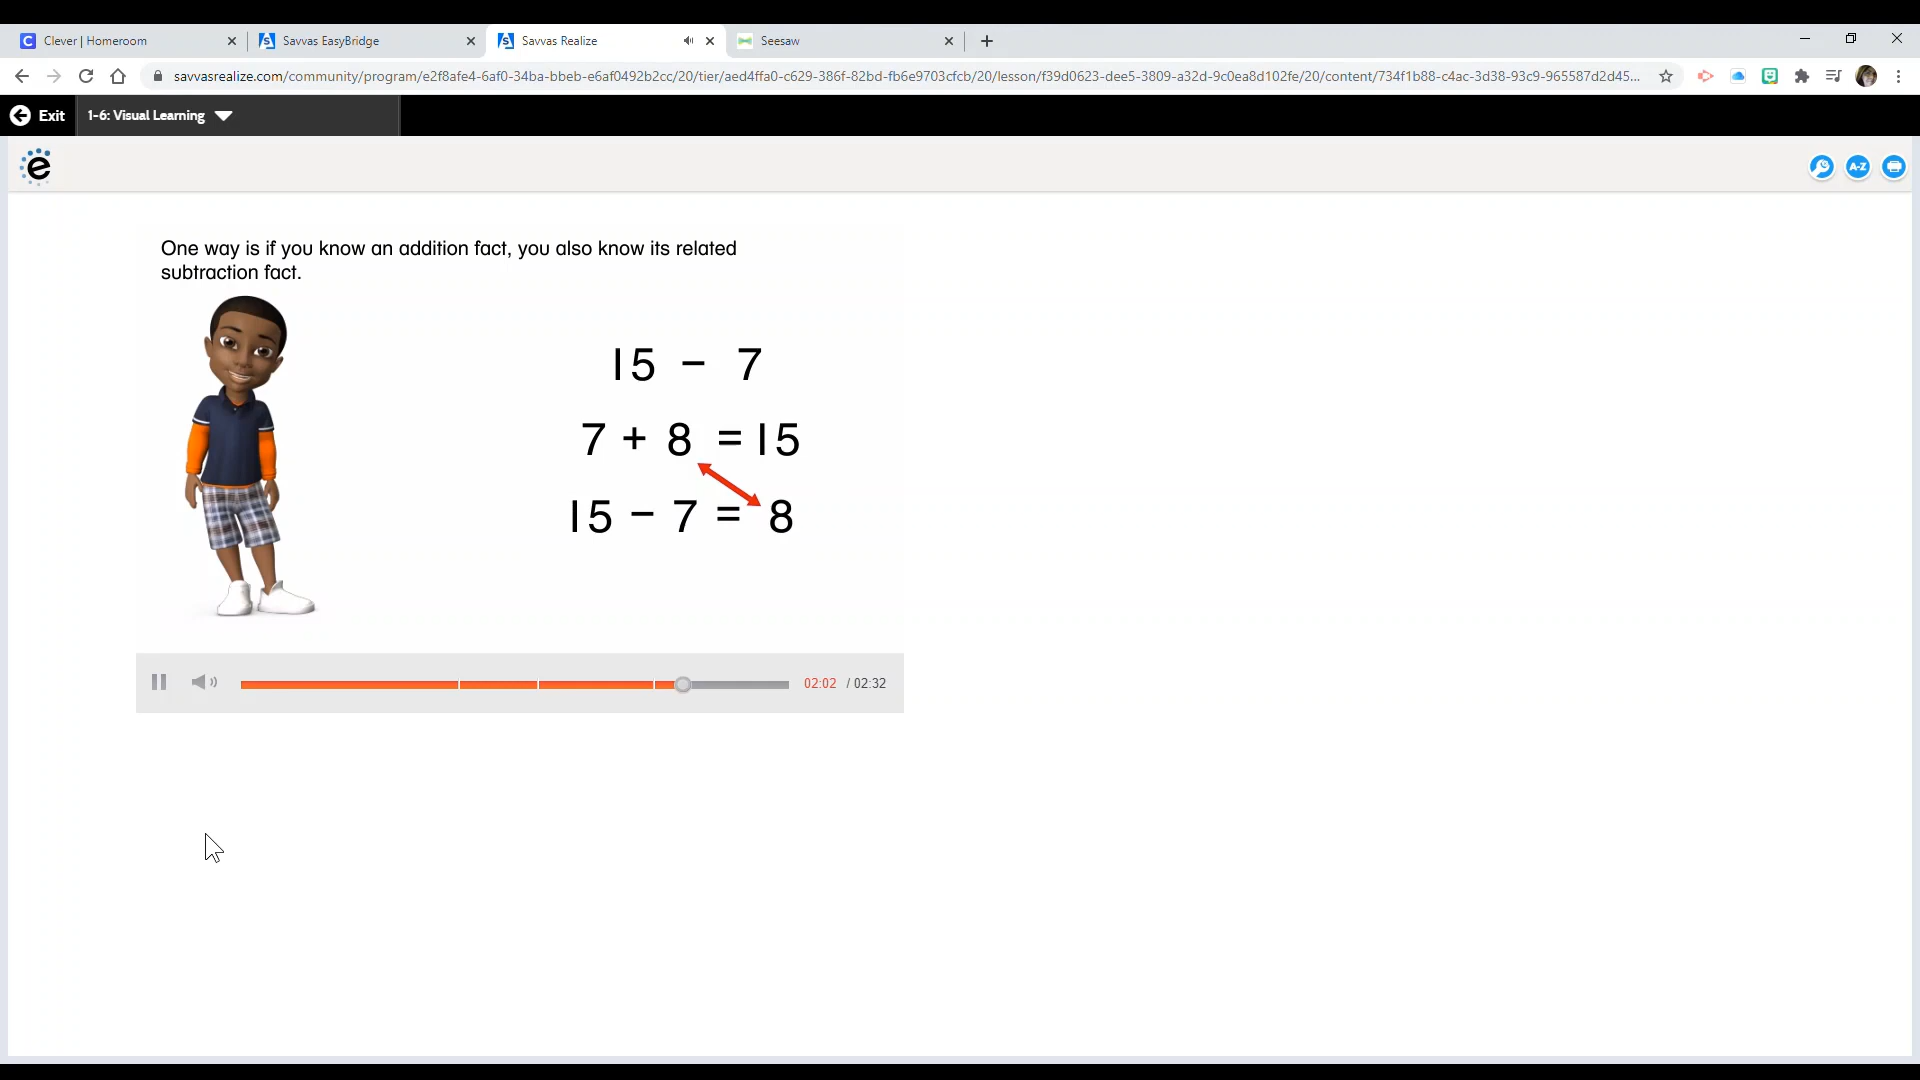 Clever | Homeroom
Savvas EasyBridge
Savvas Realize
Seesaw
savvasrealize.com/community/program/e2f8afe4-6af0-34ba-bbeb-e6af0492b2cc/20/tier/aed4ffa0-c629-386f-82bd-fb6e9703cfcb/20/lesson/f39d0623-dee5-3809-a32d-9c0ea8d102fe/20/content/734f1b88-c4ac-3d38-93c9-965587d2d45...
Exit
1-6: Visual Learning
e
A-Z
One way is if you know an addition fact, you also know its related
subtraction fact.
15 − 7
7 + 8 = 15
15 − 7 = 8
02:02 / 02:32